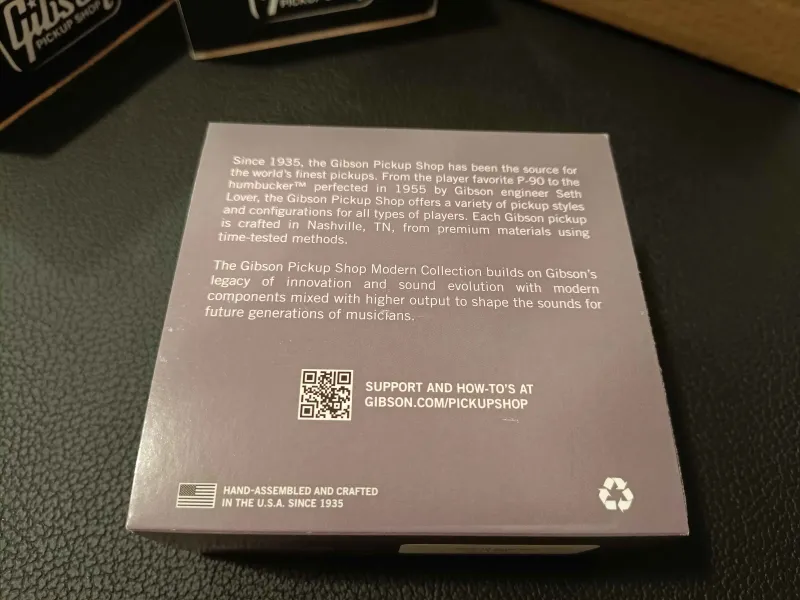 Gibson
PICKUP SHOP
Gibson
PICKUP SHOP
Since 1935, the Gibson Pickup Shop has been the source for
the world's finest pickups. From the player favorite P-90 to the
humbucker™ perfected in 1955 by Gibson engineer Seth
Lover, the Gibson Pickup Shop offers a variety of pickup styles
and configurations for all types of players. Each Gibson pickup
is crafted in Nashville, TN, from premium materials using
time-tested methods.
The Gibson Pickup Shop Modern Collection builds on Gibson's
legacy of innovation and sound evolution with modern
components mixed with higher output to shape the sounds for
future generations of musicians.
SUPPORT AND HOW-TO'S AT
GIBSON.COM/PICKUPSHOP
HAND-ASSEMBLED AND CRAFTED
IN THE U.S.A. SINCE 1935